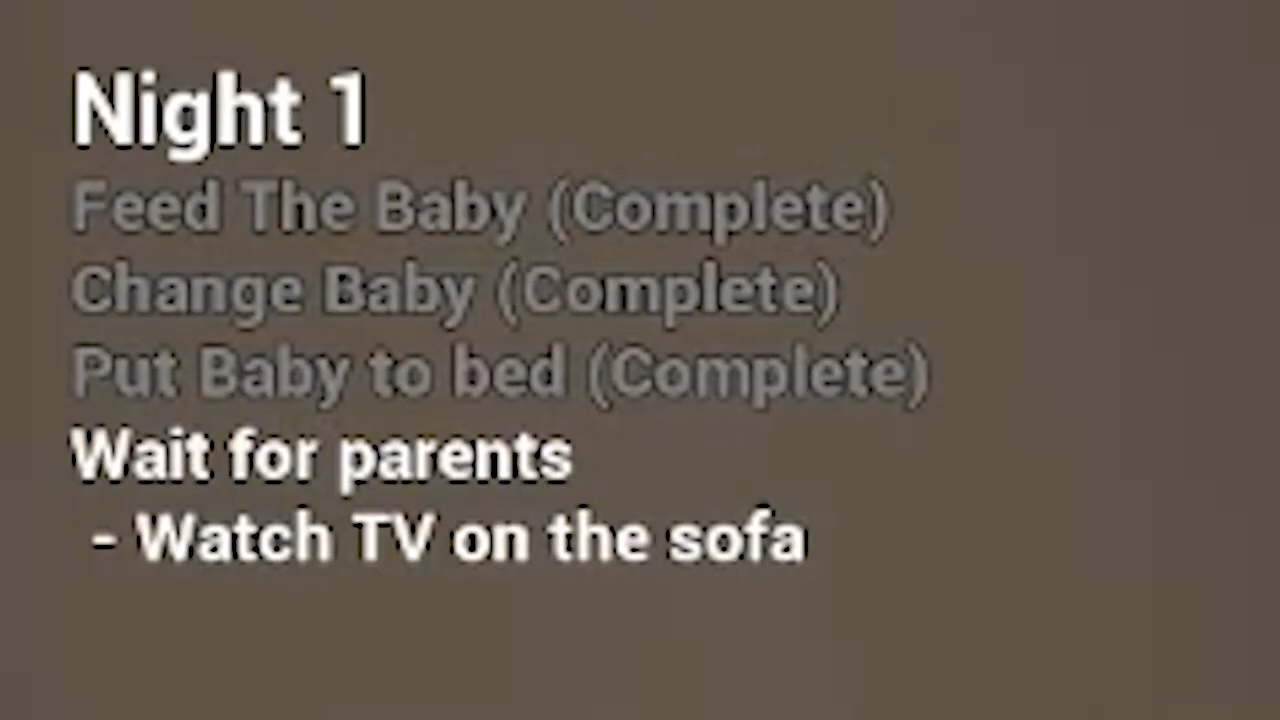 Night 1
Feed The Baby (Complete)
Change Baby (Complete)
Put Baby to bed (Complete)
Wait for parents
- Watch TV on the sofa